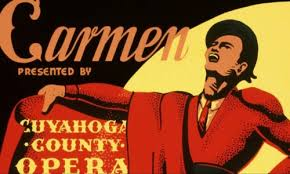 Carmen
PRESENTED BY
CUYAHOGA
COUNTY
OPERA